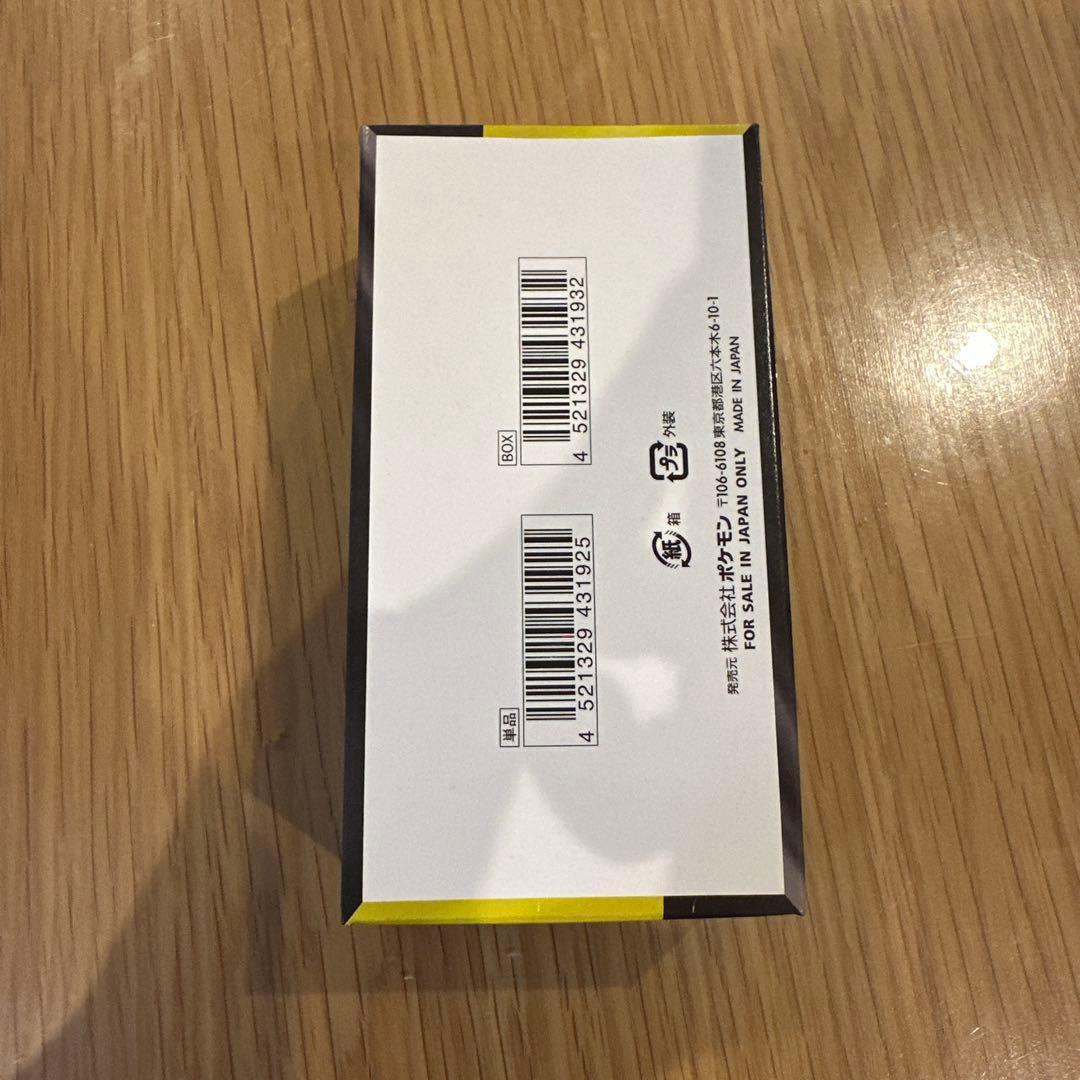 単品
4 521329 431925
BOX
4 521329 431932
紙 箱
プラ 外装
発売元 株式会社 ポケモン 〒106-6108 東京都港区六本木6-10-1
FOR SALE IN JAPAN ONLY MADE IN JAPAN